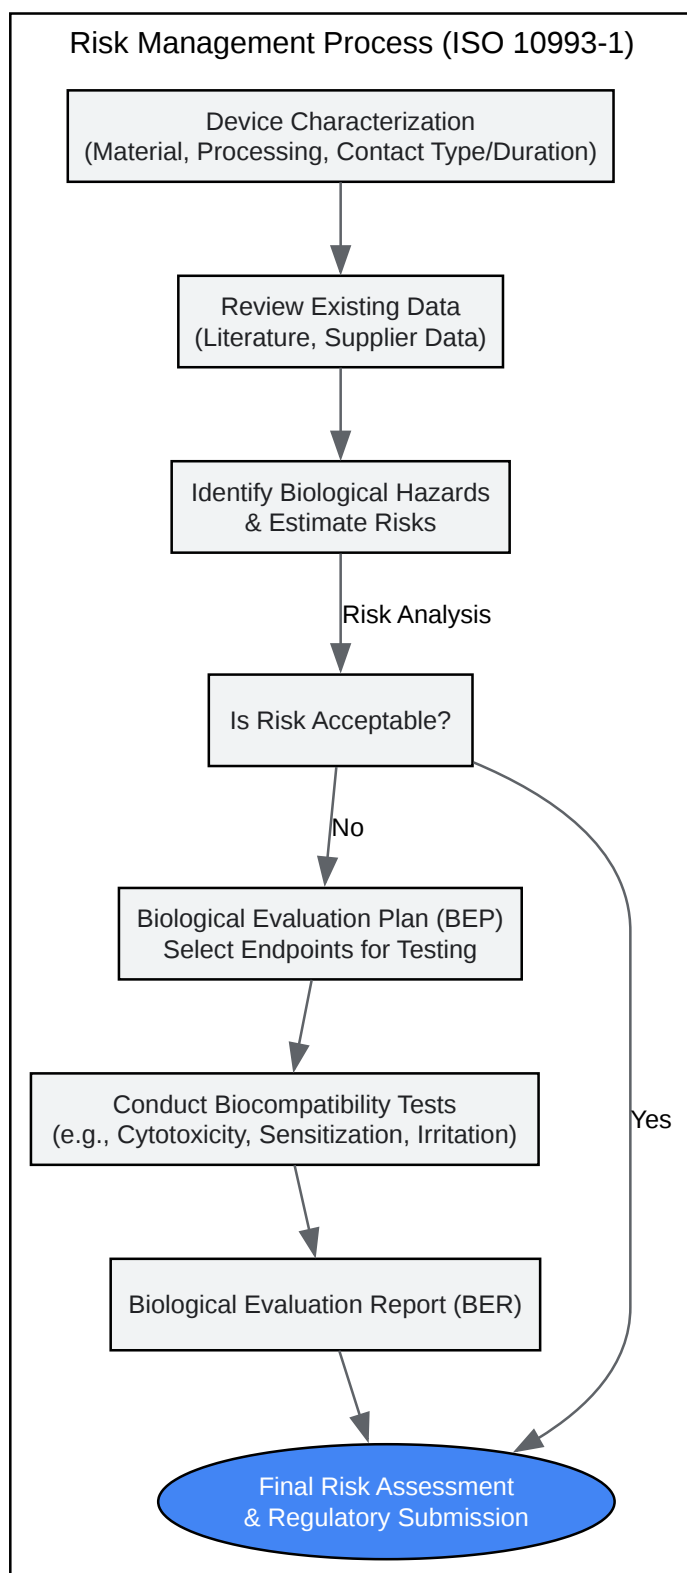 Risk Management Process (ISO 10993-1)
Device Characterization
(Material, Processing, Contact Type/Duration)
Review Existing Data
(Literature, Supplier Data)
Identify Biological Hazards
& Estimate Risks
Risk Analysis
Is Risk Acceptable?
No
Biological Evaluation Plan (BEP)
Select Endpoints for Testing
Conduct Biocompatibility Tests
(e.g., Cytotoxicity, Sensitization, Irritation)
Yes
Biological Evaluation Report (BER)
Final Risk Assessment
& Regulatory Submission